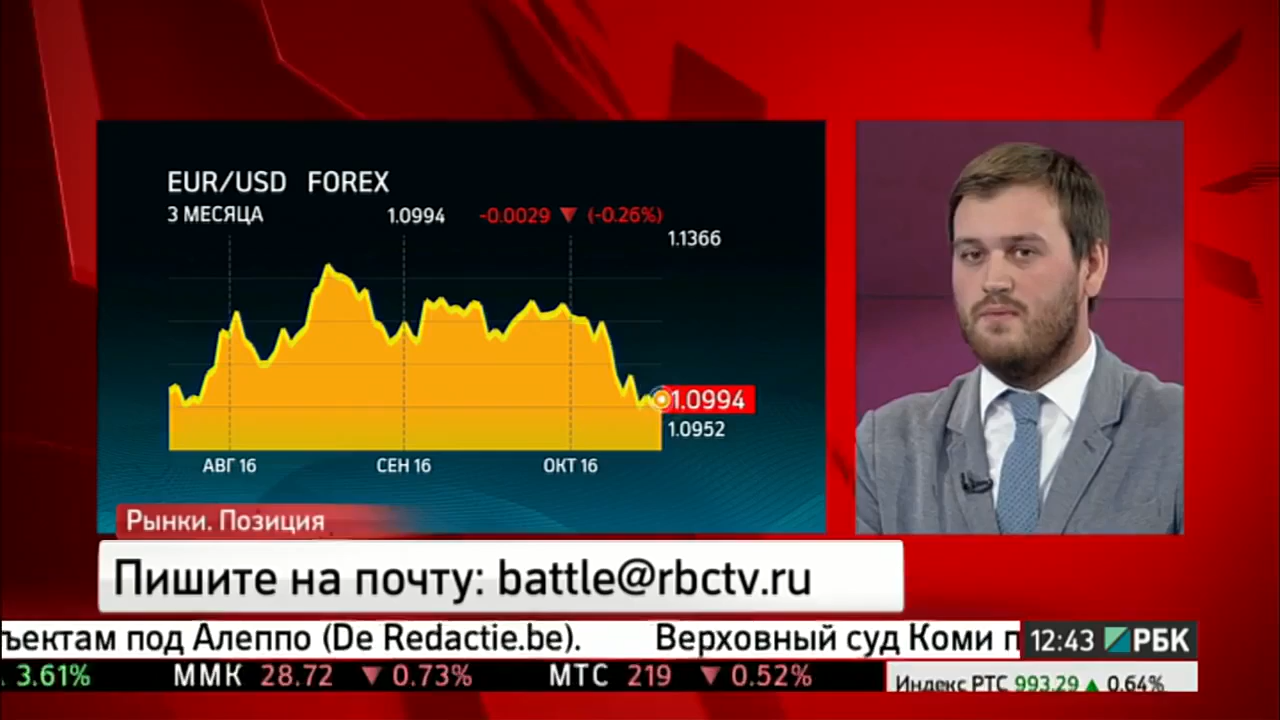 EUR/USD FOREX
3 МЕСЯЦА 1.0994 -0.0029 ▼ (-0.26%)
1.1366
1.0994
1.0952
АВГ 16 СЕН 16 ОКТ 16
Рынки. Позиция
Пишите на почту: battle@rbctv.ru
ъектам под Алеппо (De Redactie.be). Верховный суд Коми п
12:43 РБК
3.61% ММК 28.72 ▼ 0.73% МТС 219 ▼ 0.52%
Индекс РТС 993.29 ▲ 0.64%